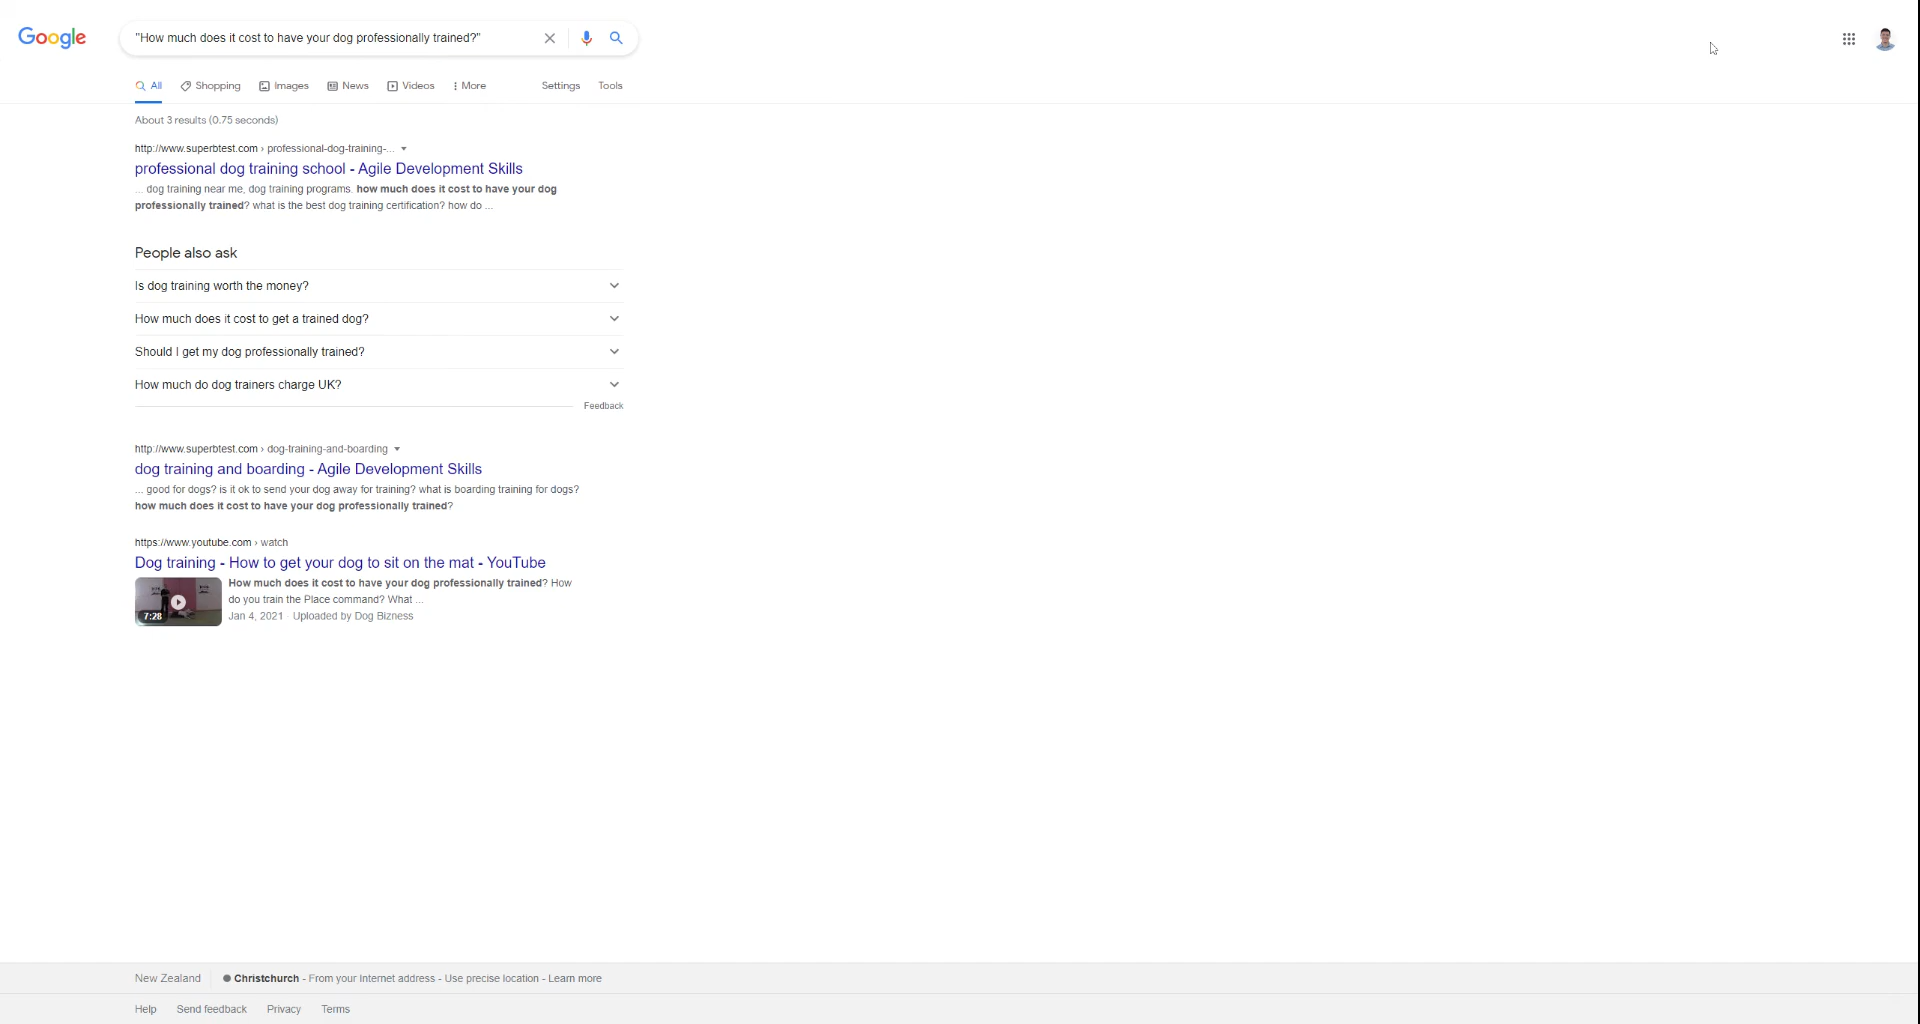 Google
"How much does it cost to have your dog professionally trained?"
All Shopping Images News Videos More Settings Tools
About 3 results (0.75 seconds)
http://www.superbtest.com › professional-dog-training-...
professional dog training school - Agile Development Skills
... dog training near me, dog training programs. how much does it cost to have your dog
professionally trained? what is the best dog training certification? how do ...
People also ask
Is dog training worth the money?
How much does it cost to get a trained dog?
Should I get my dog professionally trained?
How much do dog trainers charge UK?
Feedback
http://www.superbtest.com › dog-training-and-boarding
dog training and boarding - Agile Development Skills
... good for dogs? is it ok to send your dog away for training? what is boarding training for dogs?
how much does it cost to have your dog professionally trained?
https://www.youtube.com › watch
Dog training - How to get your dog to sit on the mat - YouTube
How much does it cost to have your dog professionally trained? How
do you train the Place command? What ...
7:28
Jan 4, 2021 · Uploaded by Dog Bizness
New Zealand Christchurch - From your Internet address - Use precise location - Learn more
Help Send feedback Privacy Terms